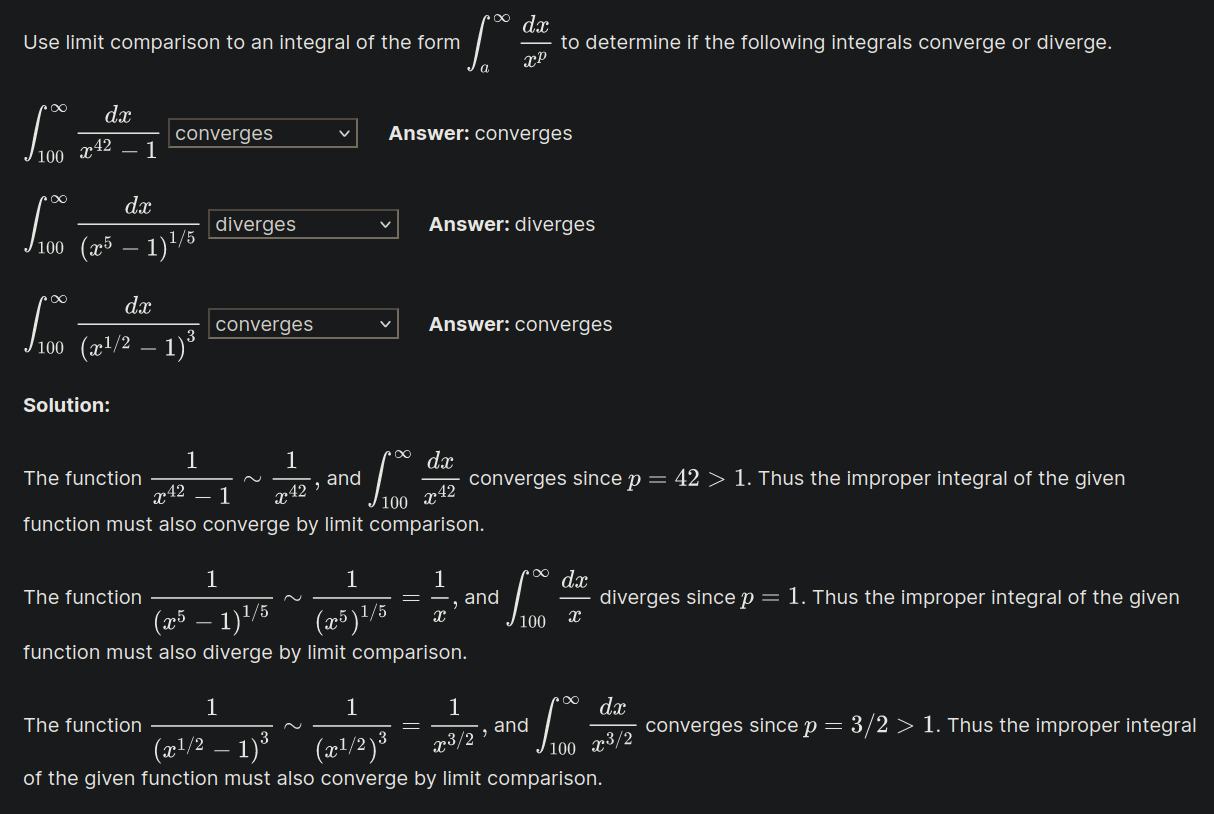 Use limit comparison to an integral of the form $\int_a^\infty \frac{dx}{x^p}$ to determine if the following integrals converge or diverge.
$\int_{100}^\infty \frac{dx}{x^{42} - 1}$ converges Answer: converges
$\int_{100}^\infty \frac{dx}{(x^5 - 1)^{1/5}}$ diverges Answer: diverges
$\int_{100}^\infty \frac{dx}{(x^{1/2} - 1)^3}$ converges Answer: converges
Solution:
The function $\frac{1}{x^{42} - 1} \sim \frac{1}{x^{42}}$, and $\int_{100}^\infty \frac{dx}{x^{42}}$ converges since $p = 42 > 1$. Thus the improper integral of the given
function must also converge by limit comparison.
The function $\frac{1}{(x^5 - 1)^{1/5}} \sim \frac{1}{(x^5)^{1/5}} = \frac{1}{x}$, and $\int_{100}^\infty \frac{dx}{x}$ diverges since $p = 1$. Thus the improper integral of the given
function must also diverge by limit comparison.
The function $\frac{1}{(x^{1/2} - 1)^3} \sim \frac{1}{(x^{1/2})^3} = \frac{1}{x^{3/2}}$, and $\int_{100}^\infty \frac{dx}{x^{3/2}}$ converges since $p = 3/2 > 1$. Thus the improper integral
of the given function must also converge by limit comparison.